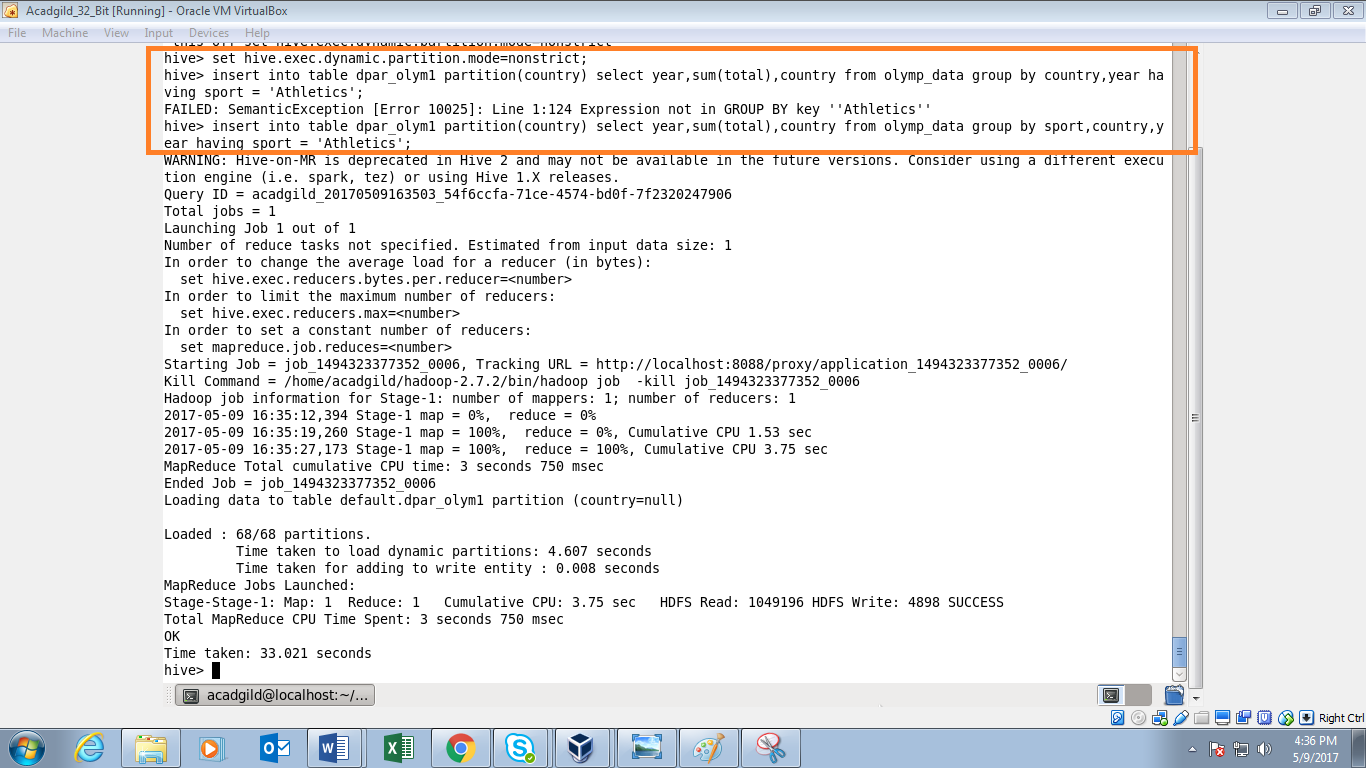 Acadgild_32_Bit [Running] - Oracle VM VirtualBox
File Machine View Input Devices Help
this off set hive.exec.dynamic.partition.mode=nonstrict
hive> set hive.exec.dynamic.partition.mode=nonstrict;
hive> insert into table dpar_olym1 partition(country) select year,sum(total),country from olymp_data group by country,year ha
ving sport = 'Athletics';
FAILED: SemanticException [Error 10025]: Line 1:124 Expression not in GROUP BY key ''Athletics''
hive> insert into table dpar_olym1 partition(country) select year,sum(total),country from olymp_data group by sport,country,y
ear having sport = 'Athletics';
WARNING: Hive-on-MR is deprecated in Hive 2 and may not be available in the future versions. Consider using a different execu
tion engine (i.e. spark, tez) or using Hive 1.X releases.
Query ID = acadgild_20170509163503_54f6ccfa-71ce-4574-bd0f-7f2320247906
Total jobs = 1
Launching Job 1 out of 1
Number of reduce tasks not specified. Estimated from input data size: 1
In order to change the average load for a reducer (in bytes):
  set hive.exec.reducers.bytes.per.reducer=<number>
In order to limit the maximum number of reducers:
  set hive.exec.reducers.max=<number>
In order to set a constant number of reducers:
  set mapreduce.job.reduces=<number>
Starting Job = job_1494323377352_0006, Tracking URL = http://localhost:8088/proxy/application_1494323377352_0006/
Kill Command = /home/acadgild/hadoop-2.7.2/bin/hadoop job  -kill job_1494323377352_0006
Hadoop job information for Stage-1: number of mappers: 1; number of reducers: 1
2017-05-09 16:35:12,394 Stage-1 map = 0%,  reduce = 0%
2017-05-09 16:35:19,260 Stage-1 map = 100%,  reduce = 0%, Cumulative CPU 1.53 sec
2017-05-09 16:35:27,173 Stage-1 map = 100%,  reduce = 100%, Cumulative CPU 3.75 sec
MapReduce Total cumulative CPU time: 3 seconds 750 msec
Ended Job = job_1494323377352_0006
Loading data to table default.dpar_olym1 partition (country=null)
Loaded : 68/68 partitions.
Time taken to load dynamic partitions: 4.607 seconds
Time taken for adding to write entity : 0.008 seconds
MapReduce Jobs Launched:
Stage-Stage-1: Map: 1  Reduce: 1   Cumulative CPU: 3.75 sec   HDFS Read: 1049196 HDFS Write: 4898 SUCCESS
Total MapReduce CPU Time Spent: 3 seconds 750 msec
OK
Time taken: 33.021 seconds
hive>
acadgild@localhost:~/...
Right Ctrl
4:36 PM
5/9/2017